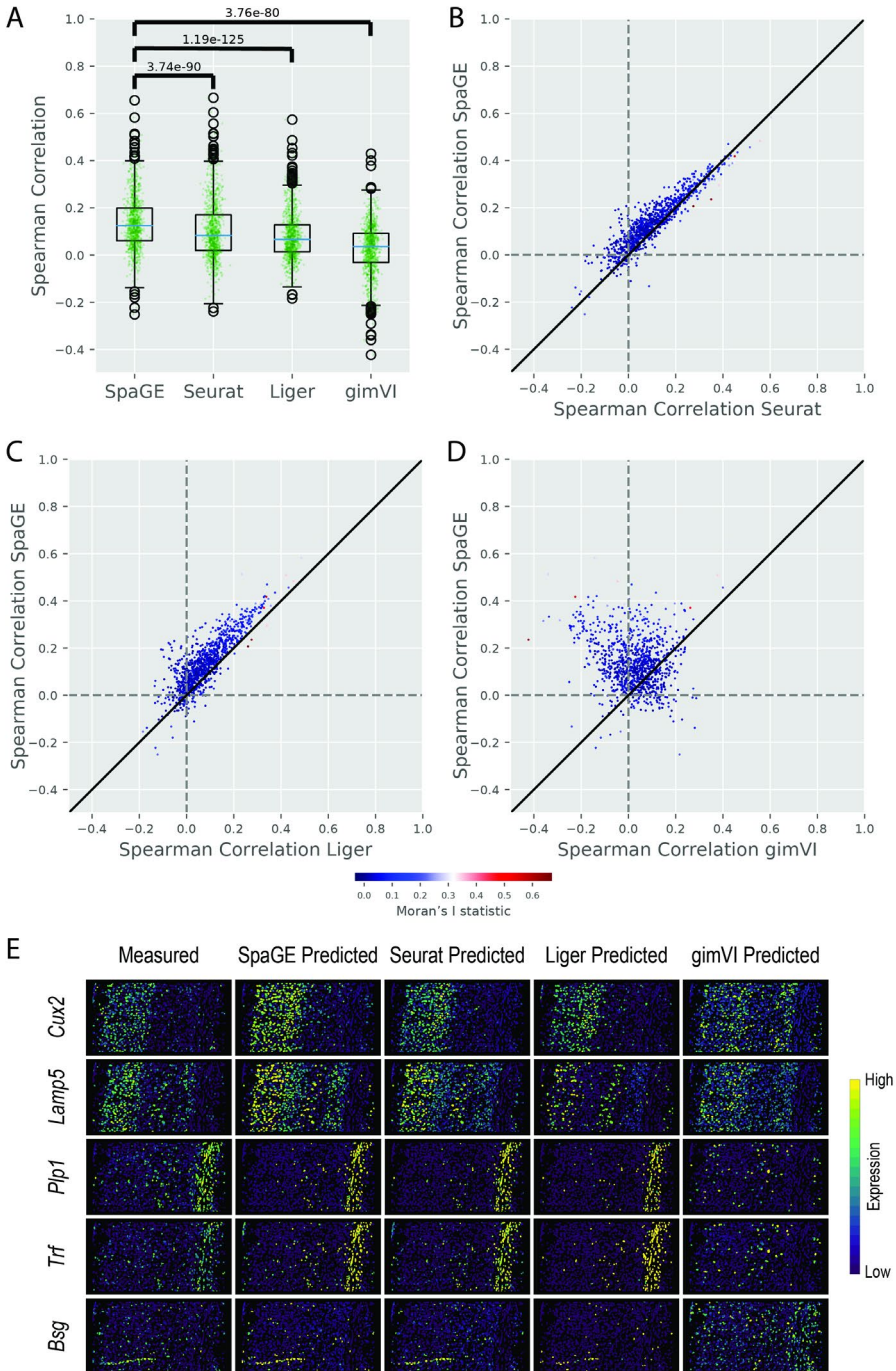 A
3.76e-80
1.19e-125
3.74e-90
1.0
0.8
0.6
0.4
0.2
0.0
−0.2
−0.4
Spearman Correlation
SpaGE Seurat Liger gimVI
B
1.0
0.8
0.6
0.4
0.2
0.0
−0.2
−0.4
Spearman Correlation SpaGE
−0.4 −0.2 0.0 0.2 0.4 0.6 0.8 1.0
Spearman Correlation Seurat
C
1.0
0.8
0.6
0.4
0.2
0.0
−0.2
−0.4
Spearman Correlation SpaGE
−0.4 −0.2 0.0 0.2 0.4 0.6 0.8 1.0
Spearman Correlation Liger
D
1.0
0.8
0.6
0.4
0.2
0.0
−0.2
−0.4
Spearman Correlation SpaGE
−0.4 −0.2 0.0 0.2 0.4 0.6 0.8 1.0
Spearman Correlation gimVI
0.0 0.1 0.2 0.3 0.4 0.5 0.6
Moran's I statistic
E
Measured SpaGE Predicted Seurat Predicted Liger Predicted gimVI Predicted
Cux2
Lamp5
Plp1
Trf
Bsg
High
Expression
Low